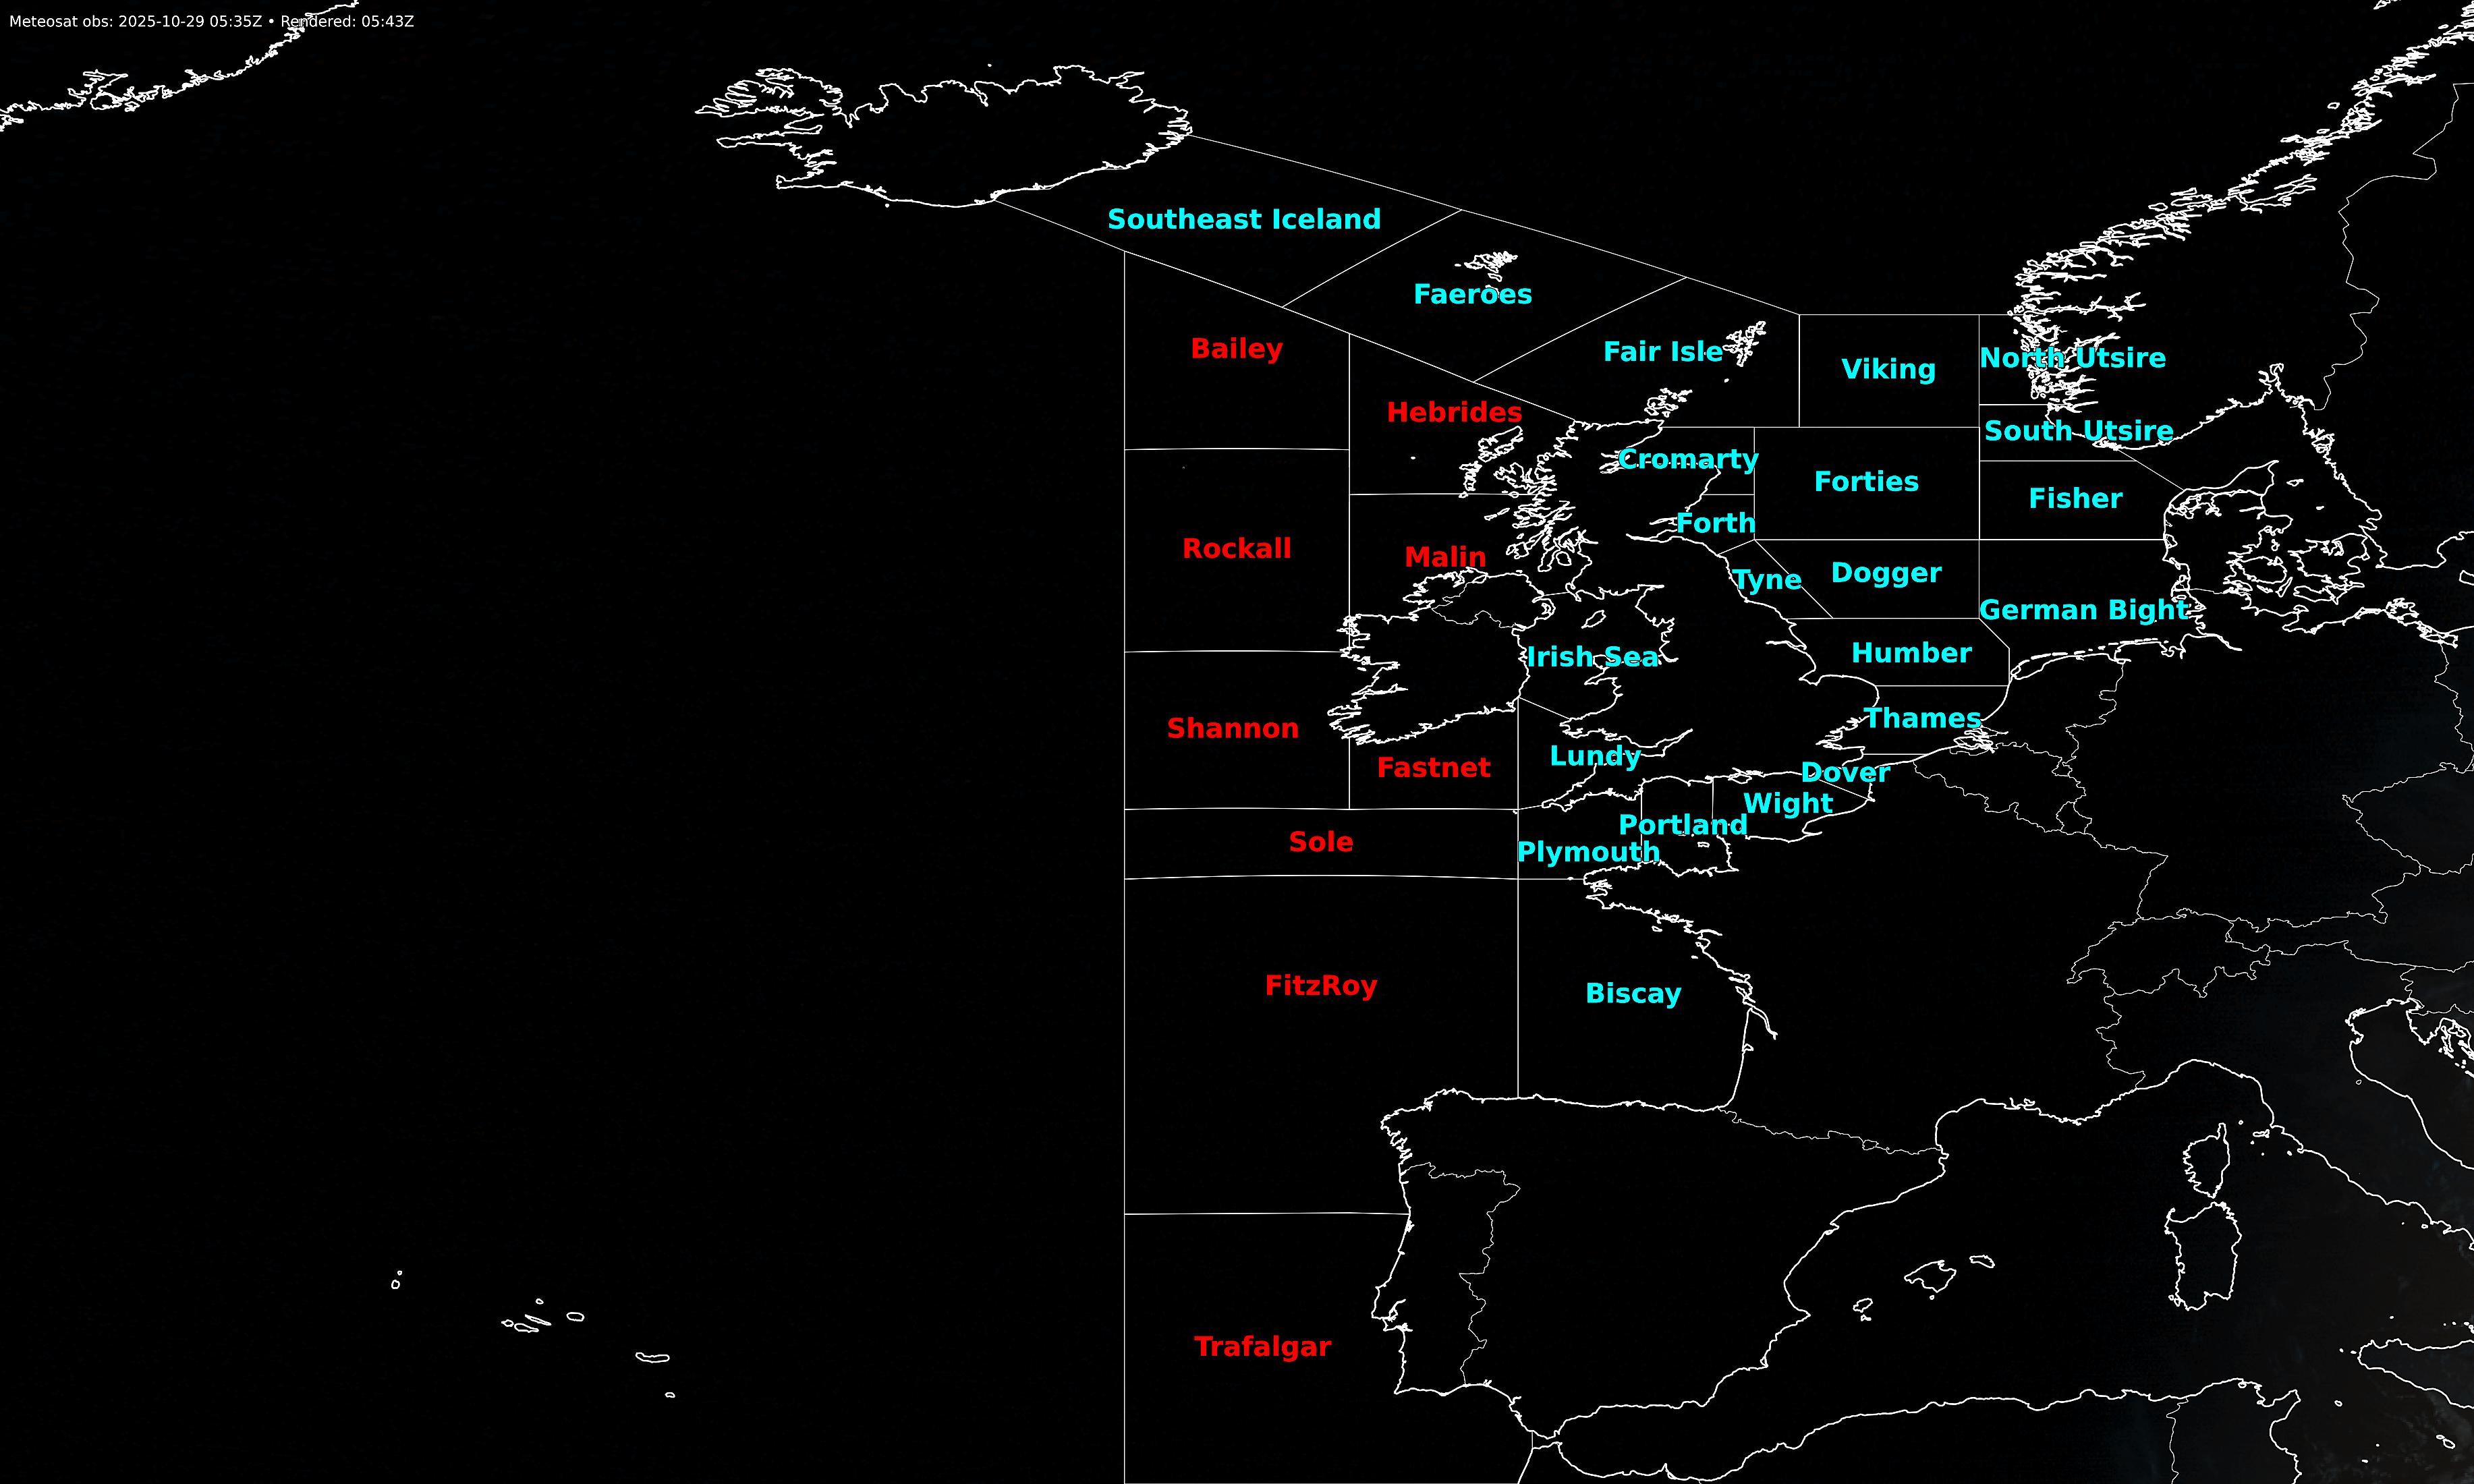 Meteosat obs: 2025-10-29 05:35Z • Rendered: 05:43Z
Southeast Iceland
Faeroes
Bailey
Fair Isle
Viking
North Utsire
Hebrides
South Utsire
Cromarty
Forties
Fisher
Forth
Rockall
Malin
Tyne
Dogger
German Bight
Irish Sea
Humber
Shannon
Thames
Fastnet
Lundy
Dover
Wight
Sole
Portland
Plymouth
FitzRoy
Biscay
Trafalgar